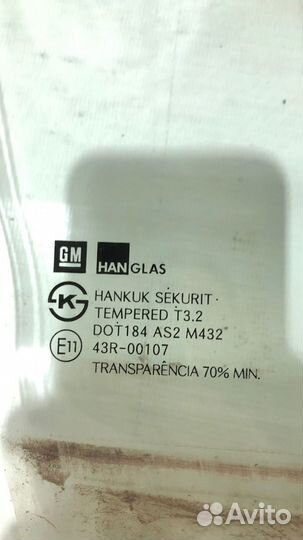 GM HANGLAS
HANKUK SEKURIT
TEMPERED T3.2
DOT184 AS2 M432
E11 43R-00107
TRANSPARÊNCIA 70% MIN.
Avito